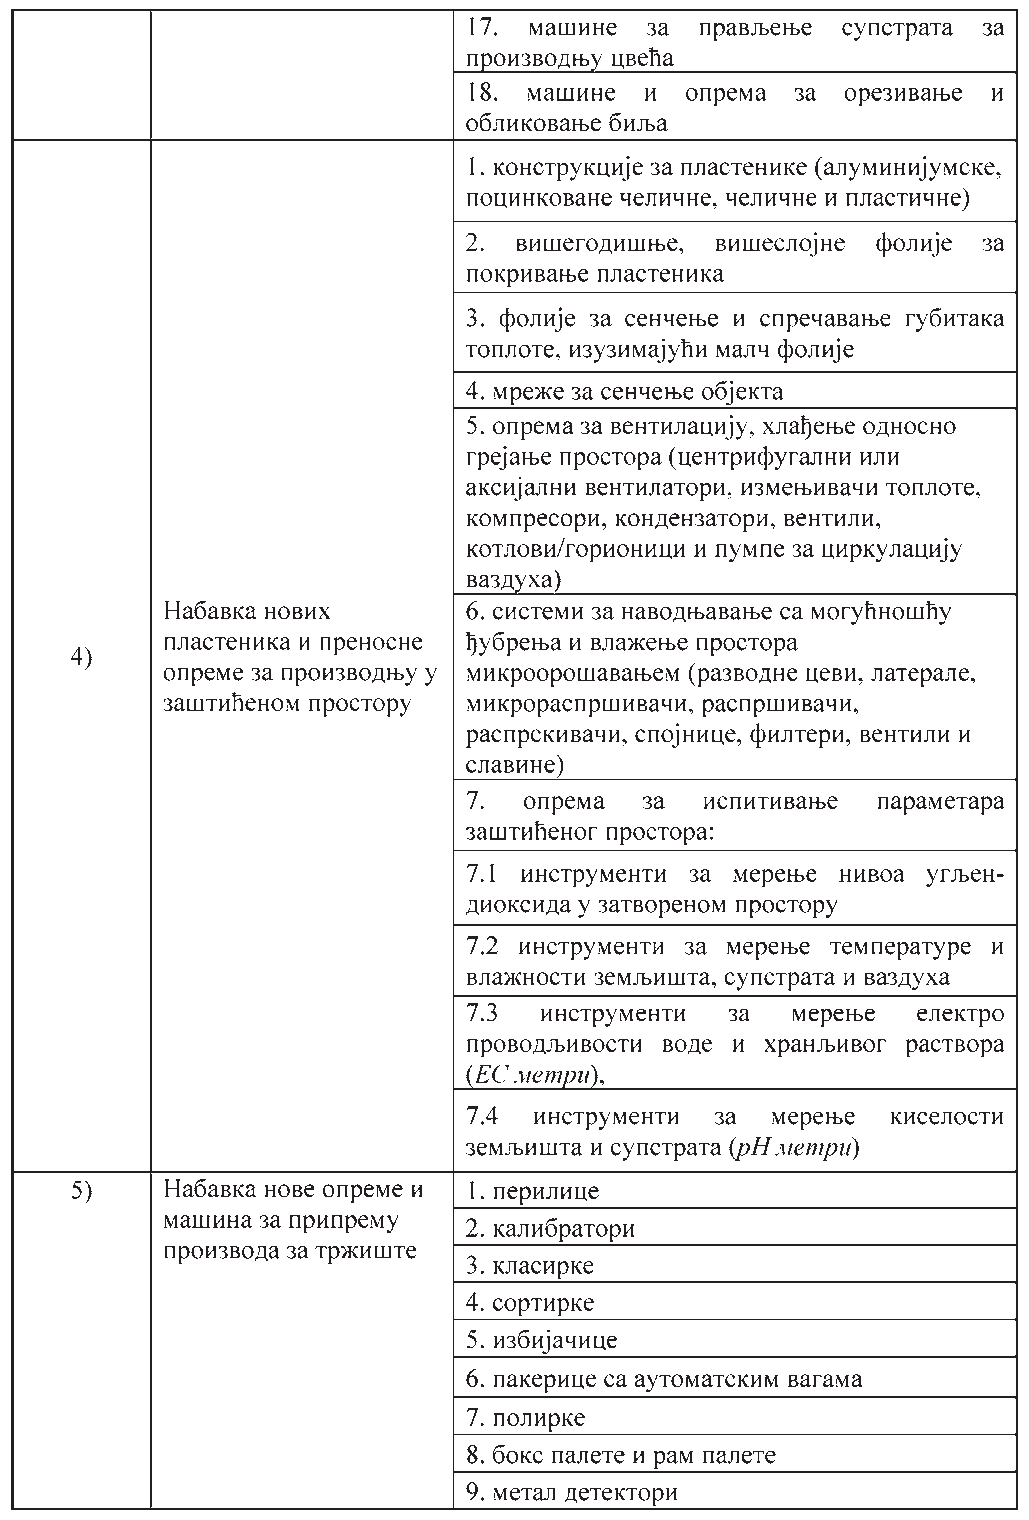 17. машине за прављење супстрата за
производњу цвећа
18. машине и опрема за орезивање и
обликовање биља
4)
Набавка нових
пластеника и преносне
опреме за производњу у
заштићеном простору
1. конструкције за пластенике (алуминијумске,
поцинковане челичне, челичне и пластичне)
2. вишегодишње, вишеслојне фолије за
покривање пластеника
3. фолије за сенчење и спречавање губитака
топлоте, изузимајући малч фолије
4. мреже за сенчење објекта
5. опрема за вентилацију, хлађење односно
грејање простора (центрифугални или
аксијални вентилатори, измењивачи топлоте,
компресори, кондензатори, вентили,
котлови/горионици и пумпе за циркулацију
ваздуха)
6. системи за наводњавање са могућношћу
ђубрења и влажење простора
микроорошавањем (разводне цеви, латерале,
микрораспршивачи, распршивачи,
распрскивачи, спојнице, филтери, вентили и
славине)
7. опрема за испитивање параметара
заштићеног простора:
7.1 инструменти за мерење нивоа угљен-
диоксида у затвореном простору
7.2 инструменти за мерење температуре и
влажности земљишта, супстрата и ваздуха
7.3 инструменти за мерење електро
проводљивости воде и хранљивог раствора
(ЕС метри),
7.4 инструменти за мерење киселости
земљишта и супстрата (pH метри)
5)
Набавка нове опреме и
машина за припрему
производа за тржиште
1. перилице
2. калибратори
3. класирке
4. сортирке
5. избијачице
6. пакерице са аутоматским вагама
7. полирке
8. бокс палете и рам палете
9. метал детектори